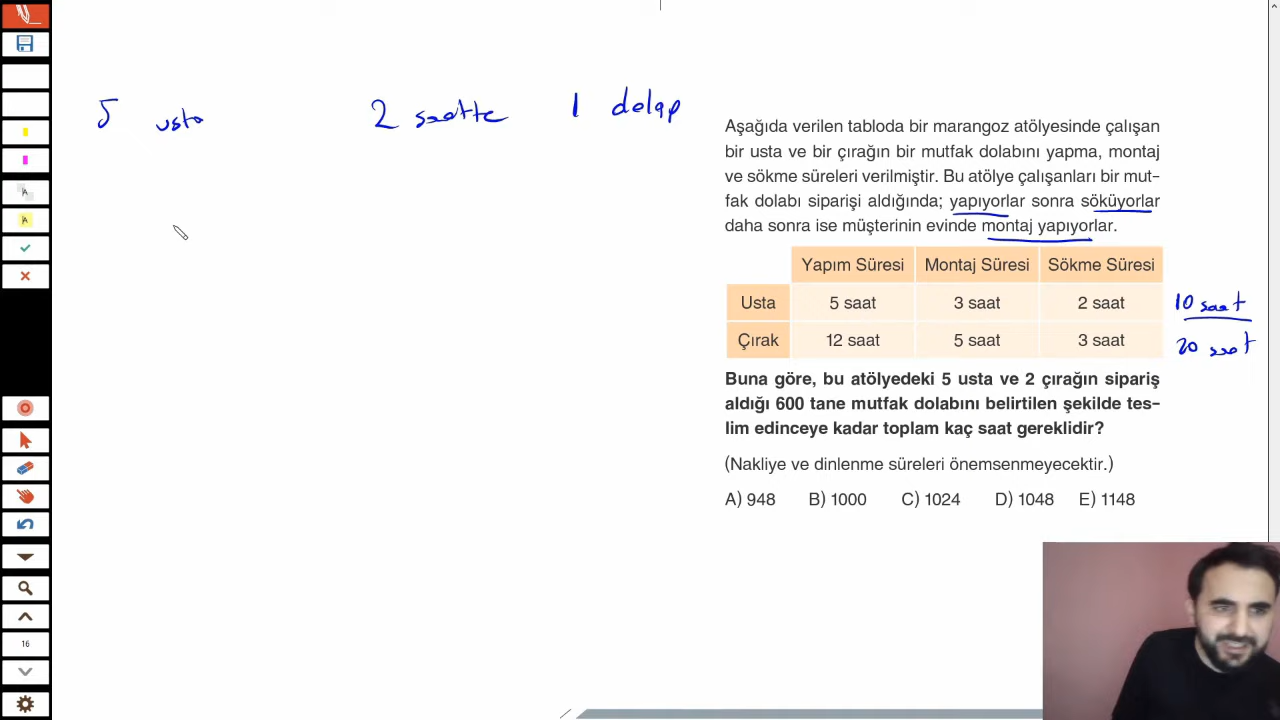 5 usta 2 saatte 1 dolap
Aşağıda verilen tabloda bir marangoz atölyesinde çalışan
bir usta ve bir çırağın bir mutfak dolabını yapma, montaj
ve sökme süreleri verilmiştir. Bu atölye çalışanları bir mut-
fak dolabı siparişi aldığında; yapıyorlar sonra söküyorlar
daha sonra ise müşterinin evinde montaj yapıyorlar.
Yapım Süresi Montaj Süresi Sökme Süresi
Usta 5 saat 3 saat 2 saat 10 saat
Çırak 12 saat 5 saat 3 saat 20 saat
Buna göre, bu atölyedeki 5 usta ve 2 çırağın sipariş
aldığı 600 tane mutfak dolabını belirtilen şekilde tes-
lim edinceye kadar toplam kaç saat gereklidir?
(Nakliye ve dinlenme süreleri önemsenmeyecektir.)
A) 948 B) 1000 C) 1024 D) 1048 E) 1148
A
A
16